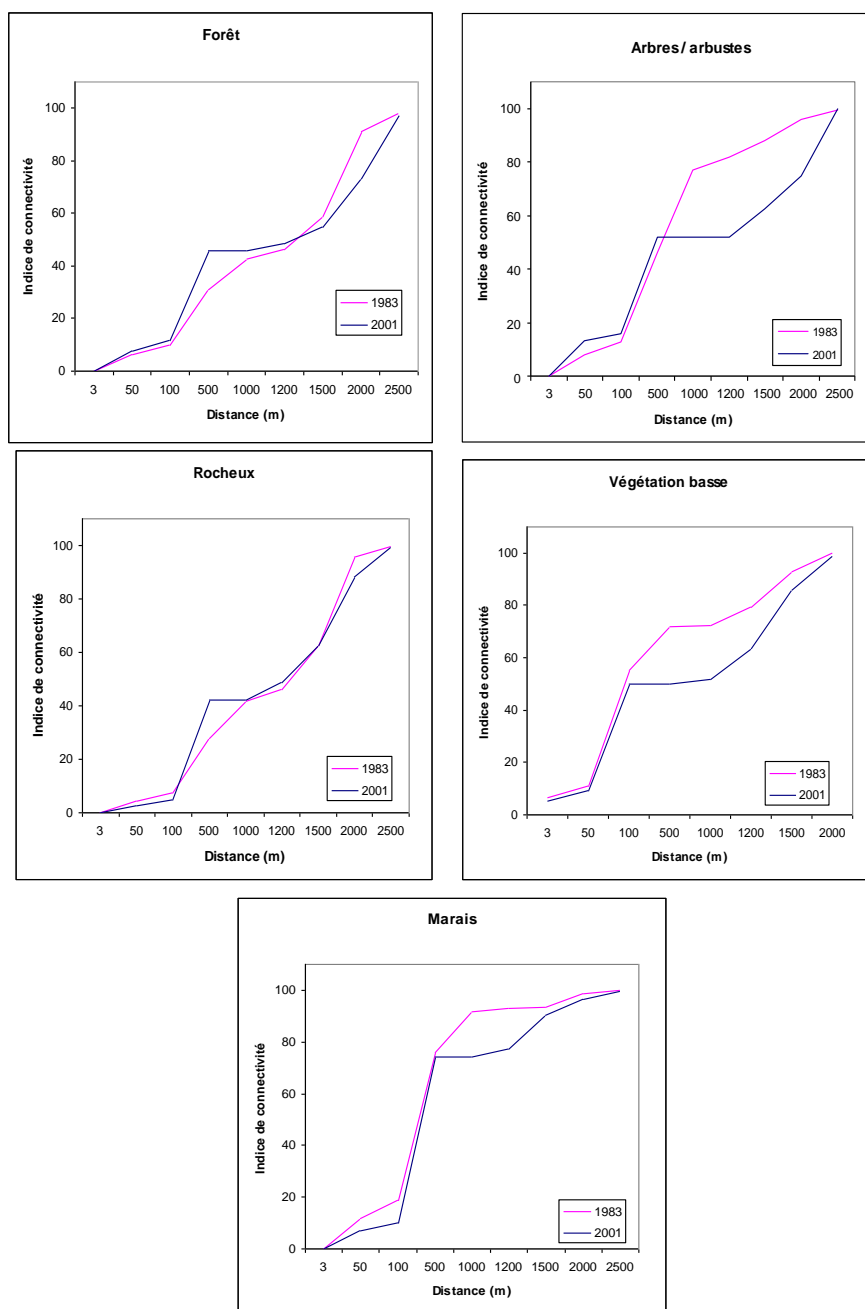 Forêt
Indice de connectivité
100
80
60
40
20
0
1983
2001
3 50 100 500 1000 1200 1500 2000 2500
Distance (m)
Arbres / arbustes
Indice de connectivité
100
80
60
40
20
0
1983
2001
3 50 100 500 1000 1200 1500 2000 2500
Distance (m)
Rocheux
Indice de connectivité
100
80
60
40
20
0
1983
2001
3 50 100 500 1000 1200 1500 2000 2500
Distance (m)
Végétation basse
Indice de connectivité
100
80
60
40
20
0
1983
2001
3 50 100 500 1000 1200 1500 2000
Distance (m)
Marais
Indice de connectivité
100
80
60
40
20
0
1983
2001
3 50 100 500 1000 1200 1500 2000 2500
Distance (m)